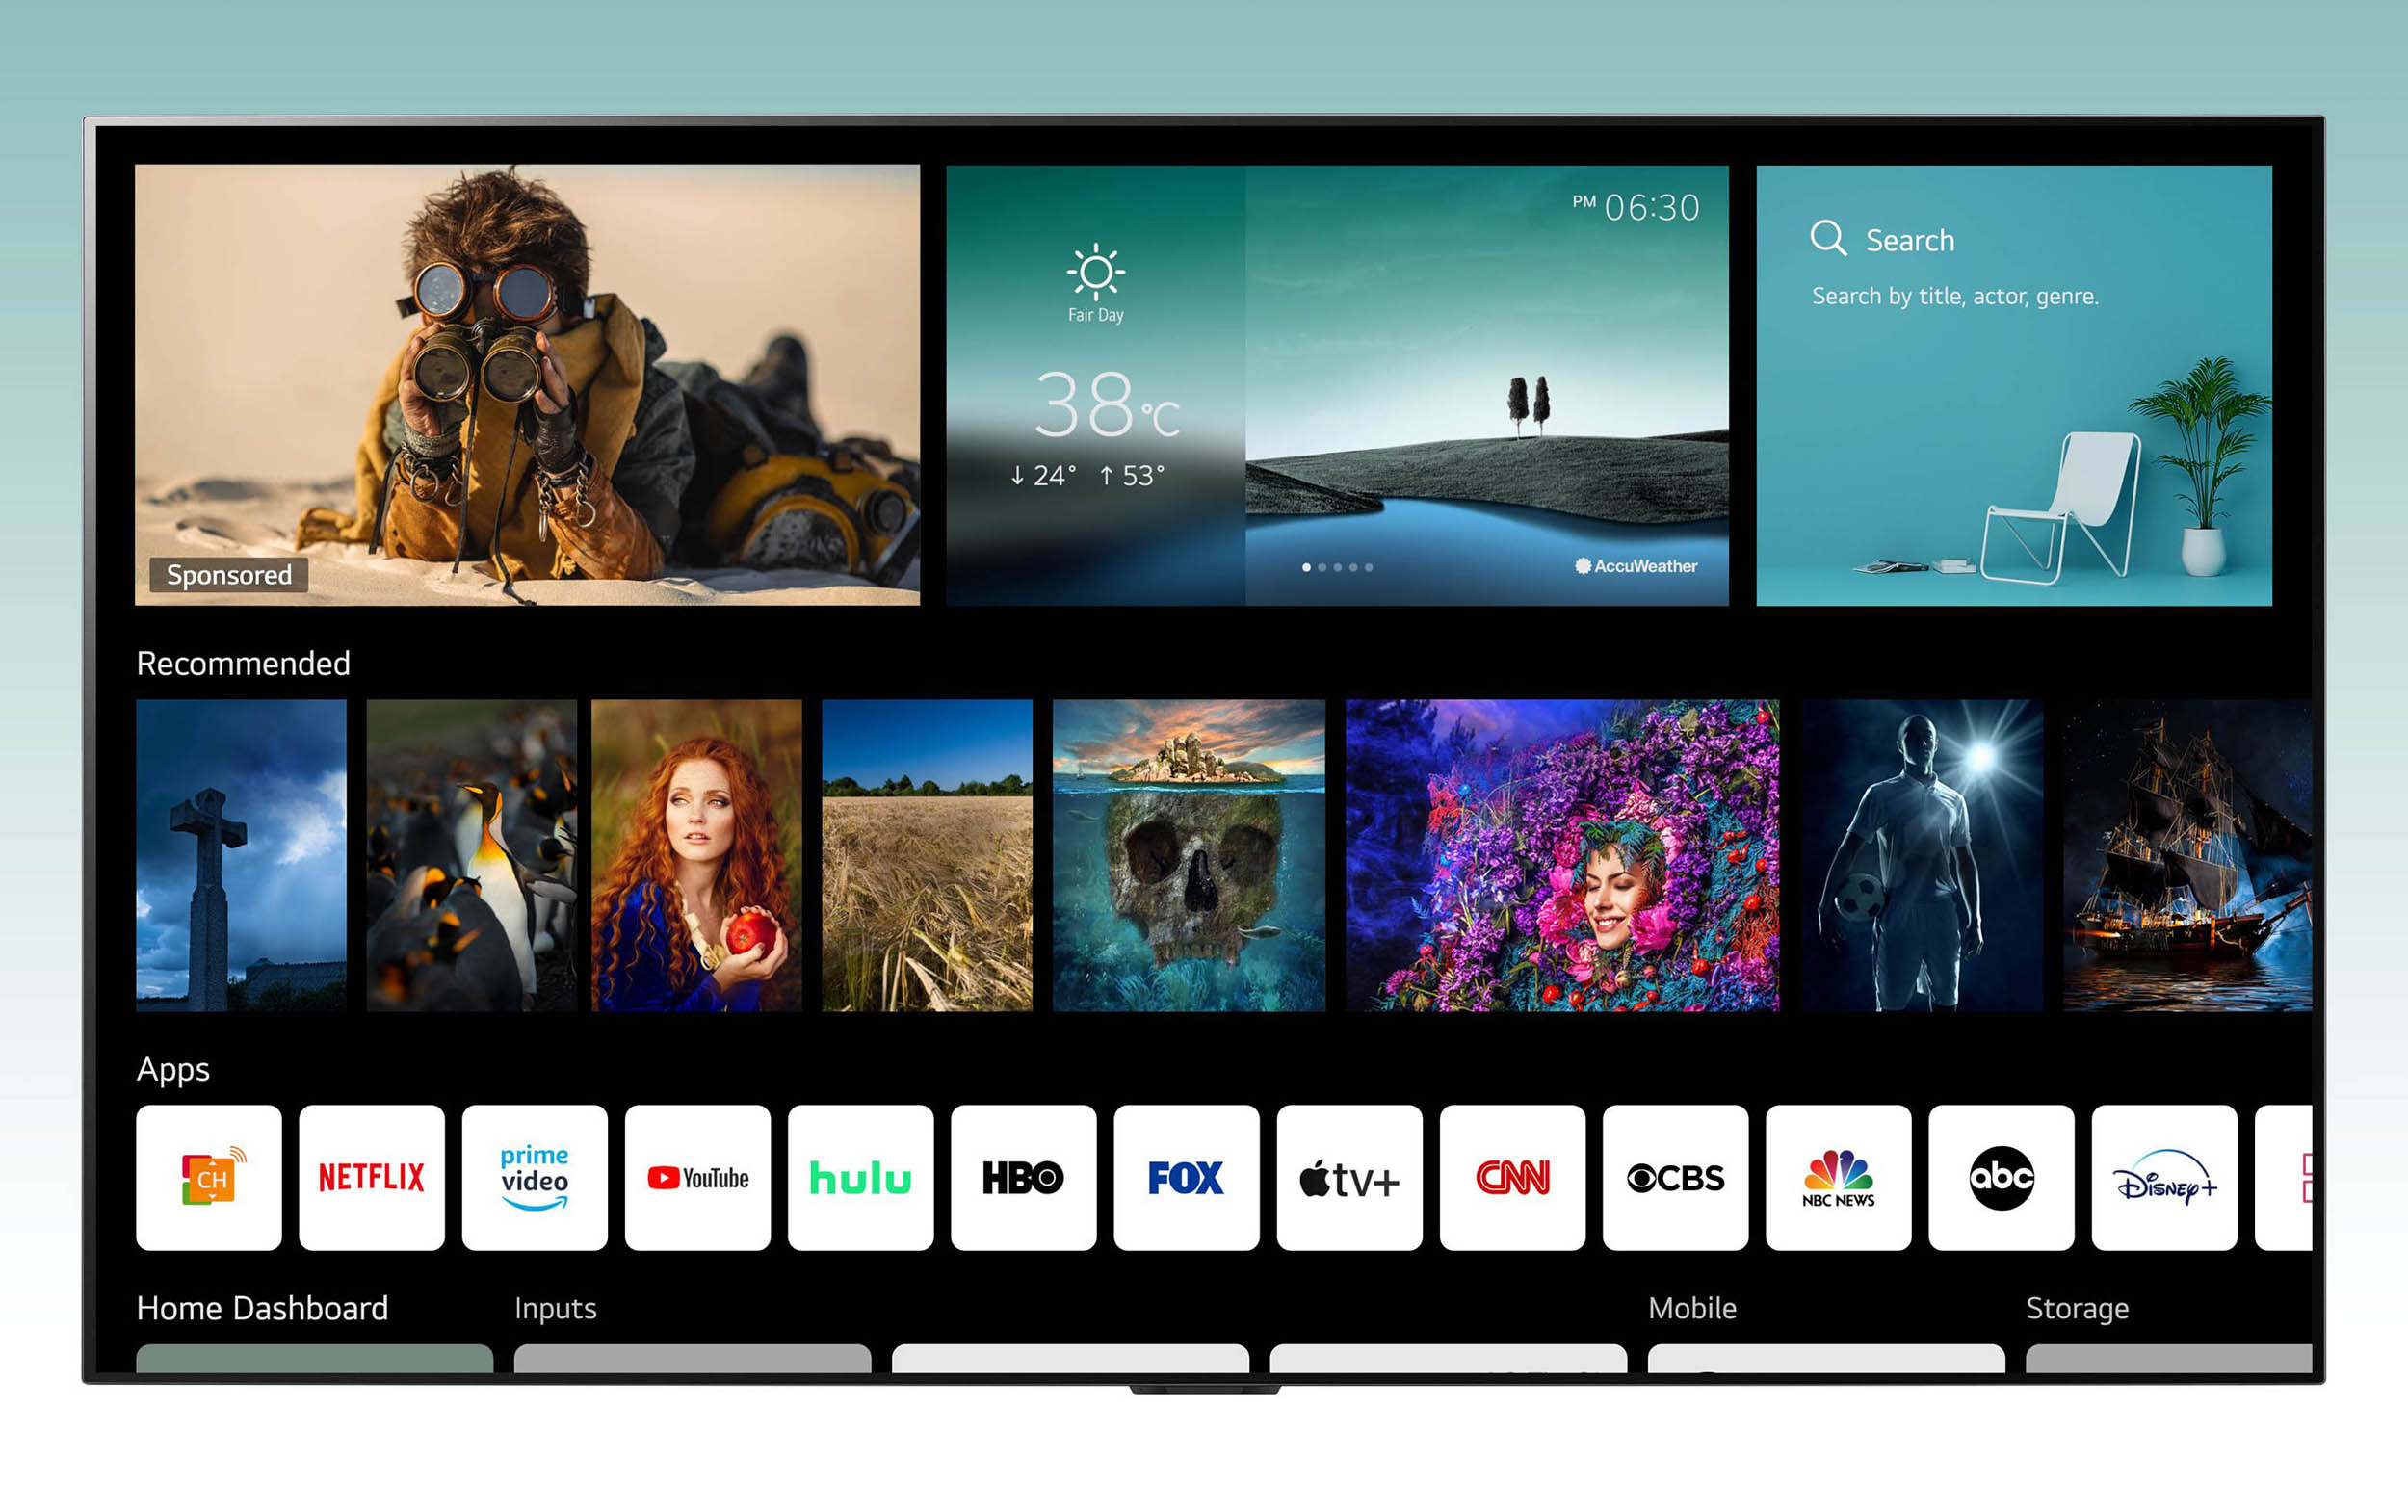 PM 06:30
Search
Fair Day
Search by title, actor, genre.
38°C
↓ 24° ↑ 53°
Sponsored
AccuWeather
Recommended
Apps
CH
NETFLIX
prime video
YouTube
hulu
HBO
FOX
tv+
CNN
CBS
NBC NEWS
abc
Disney+
Home Dashboard
Inputs
Mobile
Storage